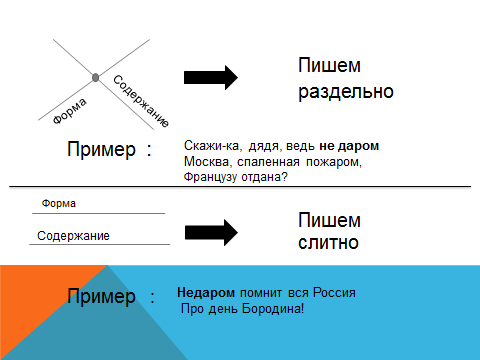 Форма
Содержание
Пишем
раздельно
Пример :
Скажи-ка, дядя, ведь не даром
Москва, спаленная пожаром,
Французу отдана?
Форма
Содержание
Пишем
слитно
Пример :
Недаром помнит вся Россия
Про день Бородина!